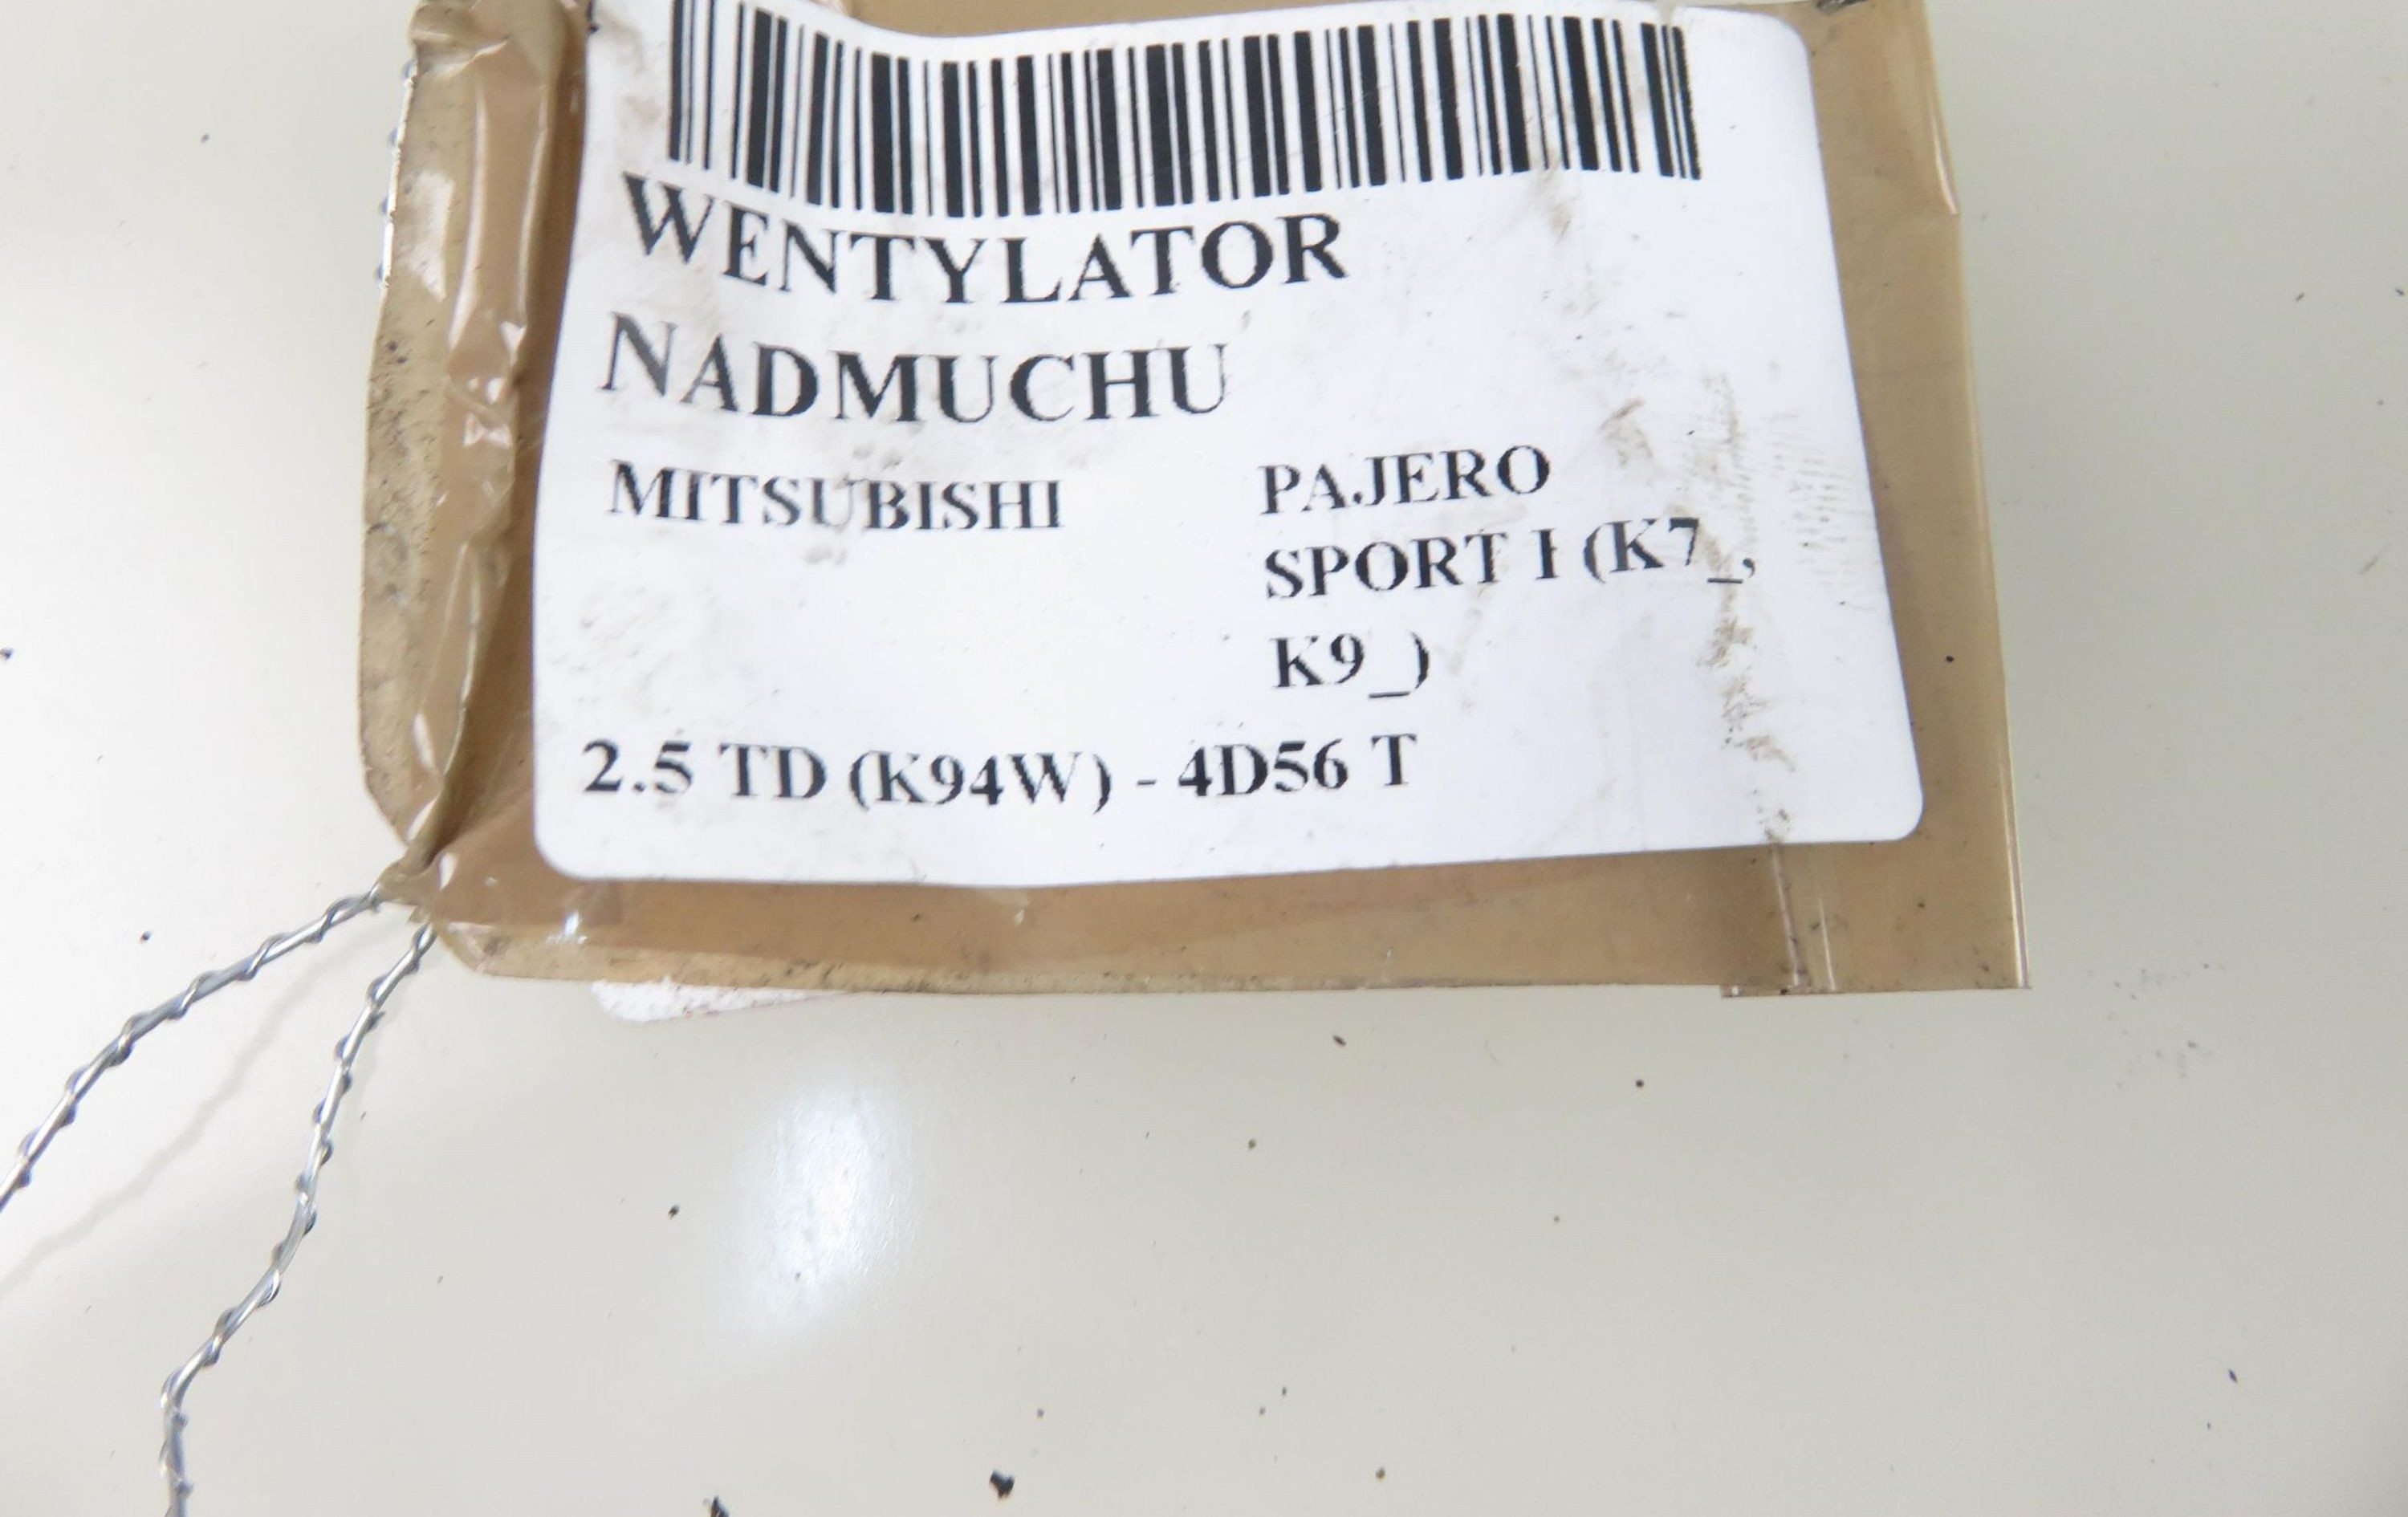 WENTYLATOR
NADMUCHU
MITSUBISHI PAJERO
SPORT I (K7_,
K9_)
2.5 TD (K94W) - 4D56 T